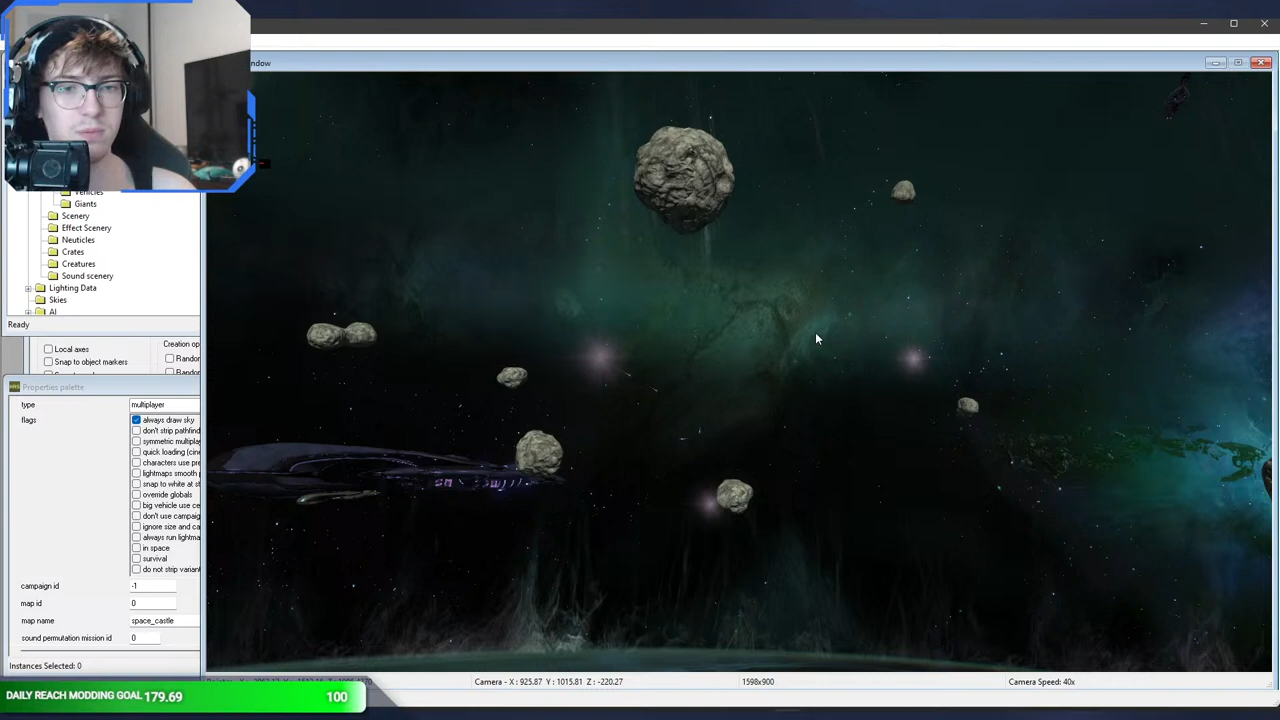 ndow
Vehicles
Giants
Scenery
Effect Scenery
Neuticles
Crates
Creatures
Sound scenery
Lighting Data
Skies
AI
Ready
Local axes
Snap to object markers
Creation op
Random
Properties palette
type
multiplayer
flags
always draw sky
don't strip pathfind
symmetric multiplay
quick loading (cine
characters use pre
lightmaps smooth p
snap to white at st
override globals
big vehicle use ce
don't use campaig
ignore size and ca
always run lightma
in space
survival
do not strip variant
campaign id
-1
map id
0
map name
space_castle
sound permutation mission id
0
Instances Selected: 0
Camera - X : 925.87 Y : 1015.81 Z : -220.27
1598x900
Camera Speed: 40x
DAILY REACH MODDING GOAL 179.69
100